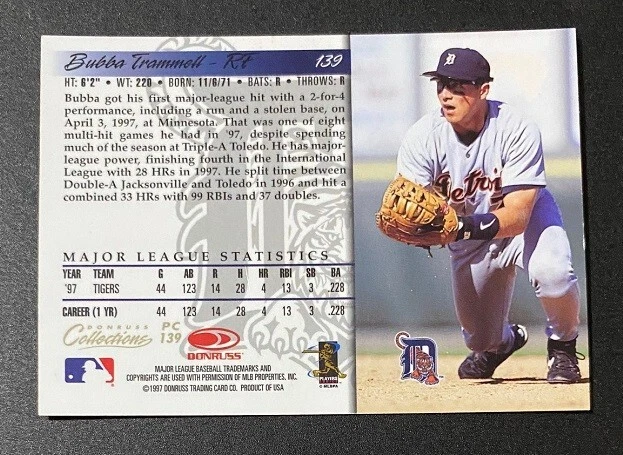 Bubba Trammell - Rf 139
HT: 6'2" • WT: 220 • BORN: 11/6/71 • BATS: R • THROWS: R
Bubba got his first major-league hit with a 2-for-4
performance, including a run and a stolen base, on
April 3, 1997, at Minnesota. That was one of eight
multi-hit games he had in '97, despite spending
much of the season at Triple-A Toledo. He has major-
league power, finishing fourth in the International
League with 28 HRs in 1997. He split time between
Double-A Jacksonville and Toledo in 1996 and hit a
combined 33 HRs with 99 RBIs and 37 doubles.
MAJOR LEAGUE STATISTICS
YEAR TEAM G AB R H HR RBI SB BA
'97 TIGERS 44 123 14 28 4 13 3 .228
CAREER (1 YR) 44 123 14 28 4 13 3 .228
DONRUSS
Collections
PC
139
DONRUSS
PLAYERS
© MLBPA
MAJOR LEAGUE BASEBALL TRADEMARKS AND
COPYRIGHTS ARE USED WITH PERMISSION OF MLB PROPERTIES, INC.
©1997 DONRUSS TRADING CARD CO. PRODUCT OF USA
D
Detroit
D